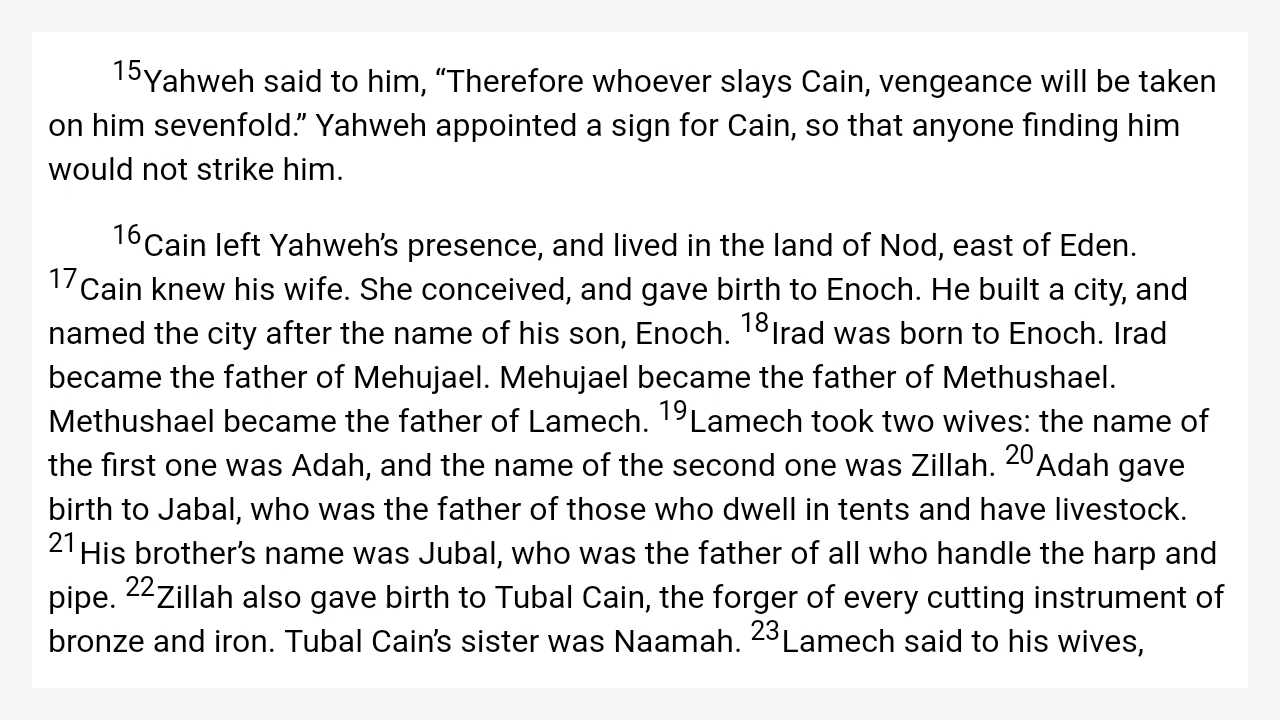 15Yahweh said to him, “Therefore whoever slays Cain, vengeance will be taken
on him sevenfold.” Yahweh appointed a sign for Cain, so that anyone finding him
would not strike him.
16Cain left Yahweh’s presence, and lived in the land of Nod, east of Eden.
17Cain knew his wife. She conceived, and gave birth to Enoch. He built a city, and
named the city after the name of his son, Enoch. 18Irad was born to Enoch. Irad
became the father of Mehujael. Mehujael became the father of Methushael.
Methushael became the father of Lamech. 19Lamech took two wives: the name of
the first one was Adah, and the name of the second one was Zillah. 20Adah gave
birth to Jabal, who was the father of those who dwell in tents and have livestock.
21His brother’s name was Jubal, who was the father of all who handle the harp and
pipe. 22Zillah also gave birth to Tubal Cain, the forger of every cutting instrument of
bronze and iron. Tubal Cain’s sister was Naamah. 23Lamech said to his wives,